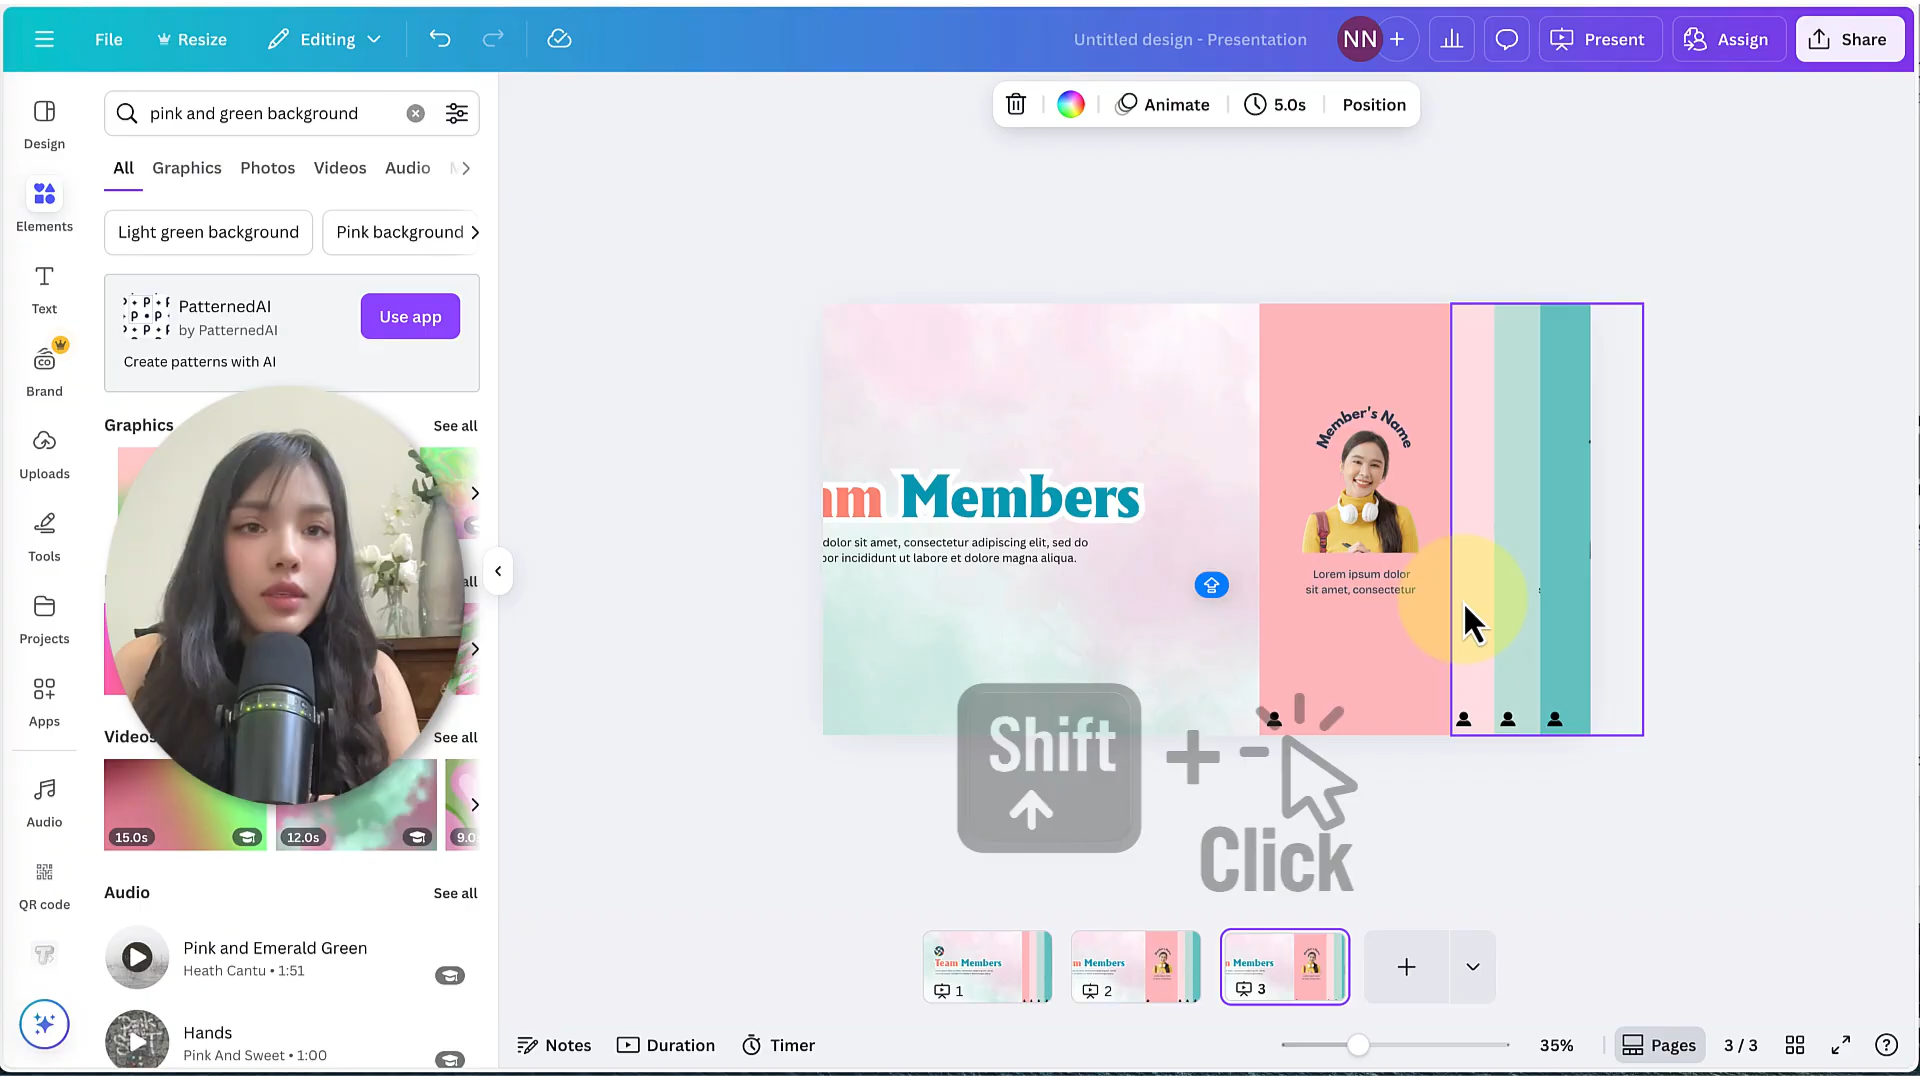 File
Resize
Editing
Untitled design - Presentation
NN
Present
Assign
Share
Design
Elements
Text
Brand
Uploads
Tools
Projects
Apps
Audio
QR code
pink and green background
All
Graphics
Photos
Videos
Audio
Light green background
Pink background
PatternedAI
by PatternedAI
Create patterns with AI
Use app
Graphics
See all
Videos
See all
15.0s
12.0s
Audio
See all
Pink and Emerald Green
Heath Cantu • 1:51
Hands
Pink And Sweet • 1:00
Animate
5.0s
Position
am Members
dolor sit amet, consectetur adipiscing elit, sed do
por incididunt ut labore et dolore magna aliqua.
Member's Name
Lorem ipsum dolor
sit amet, consectetur
Shift
+
Click
Team Members
1
m Members
2
Members
3
Notes
Duration
Timer
35%
Pages
3 / 3